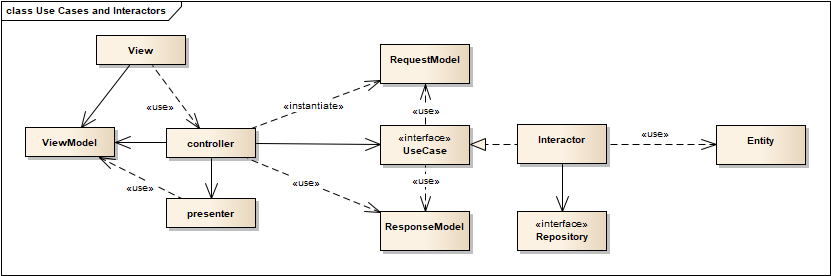 class Use Cases and Interactors
View
RequestModel
«use»
«instantiate»
«use»
ViewModel
controller
«interface»
UseCase
Interactor
«use»
Entity
«use»
«use»
«use»
presenter
ResponseModel
«interface»
Repository